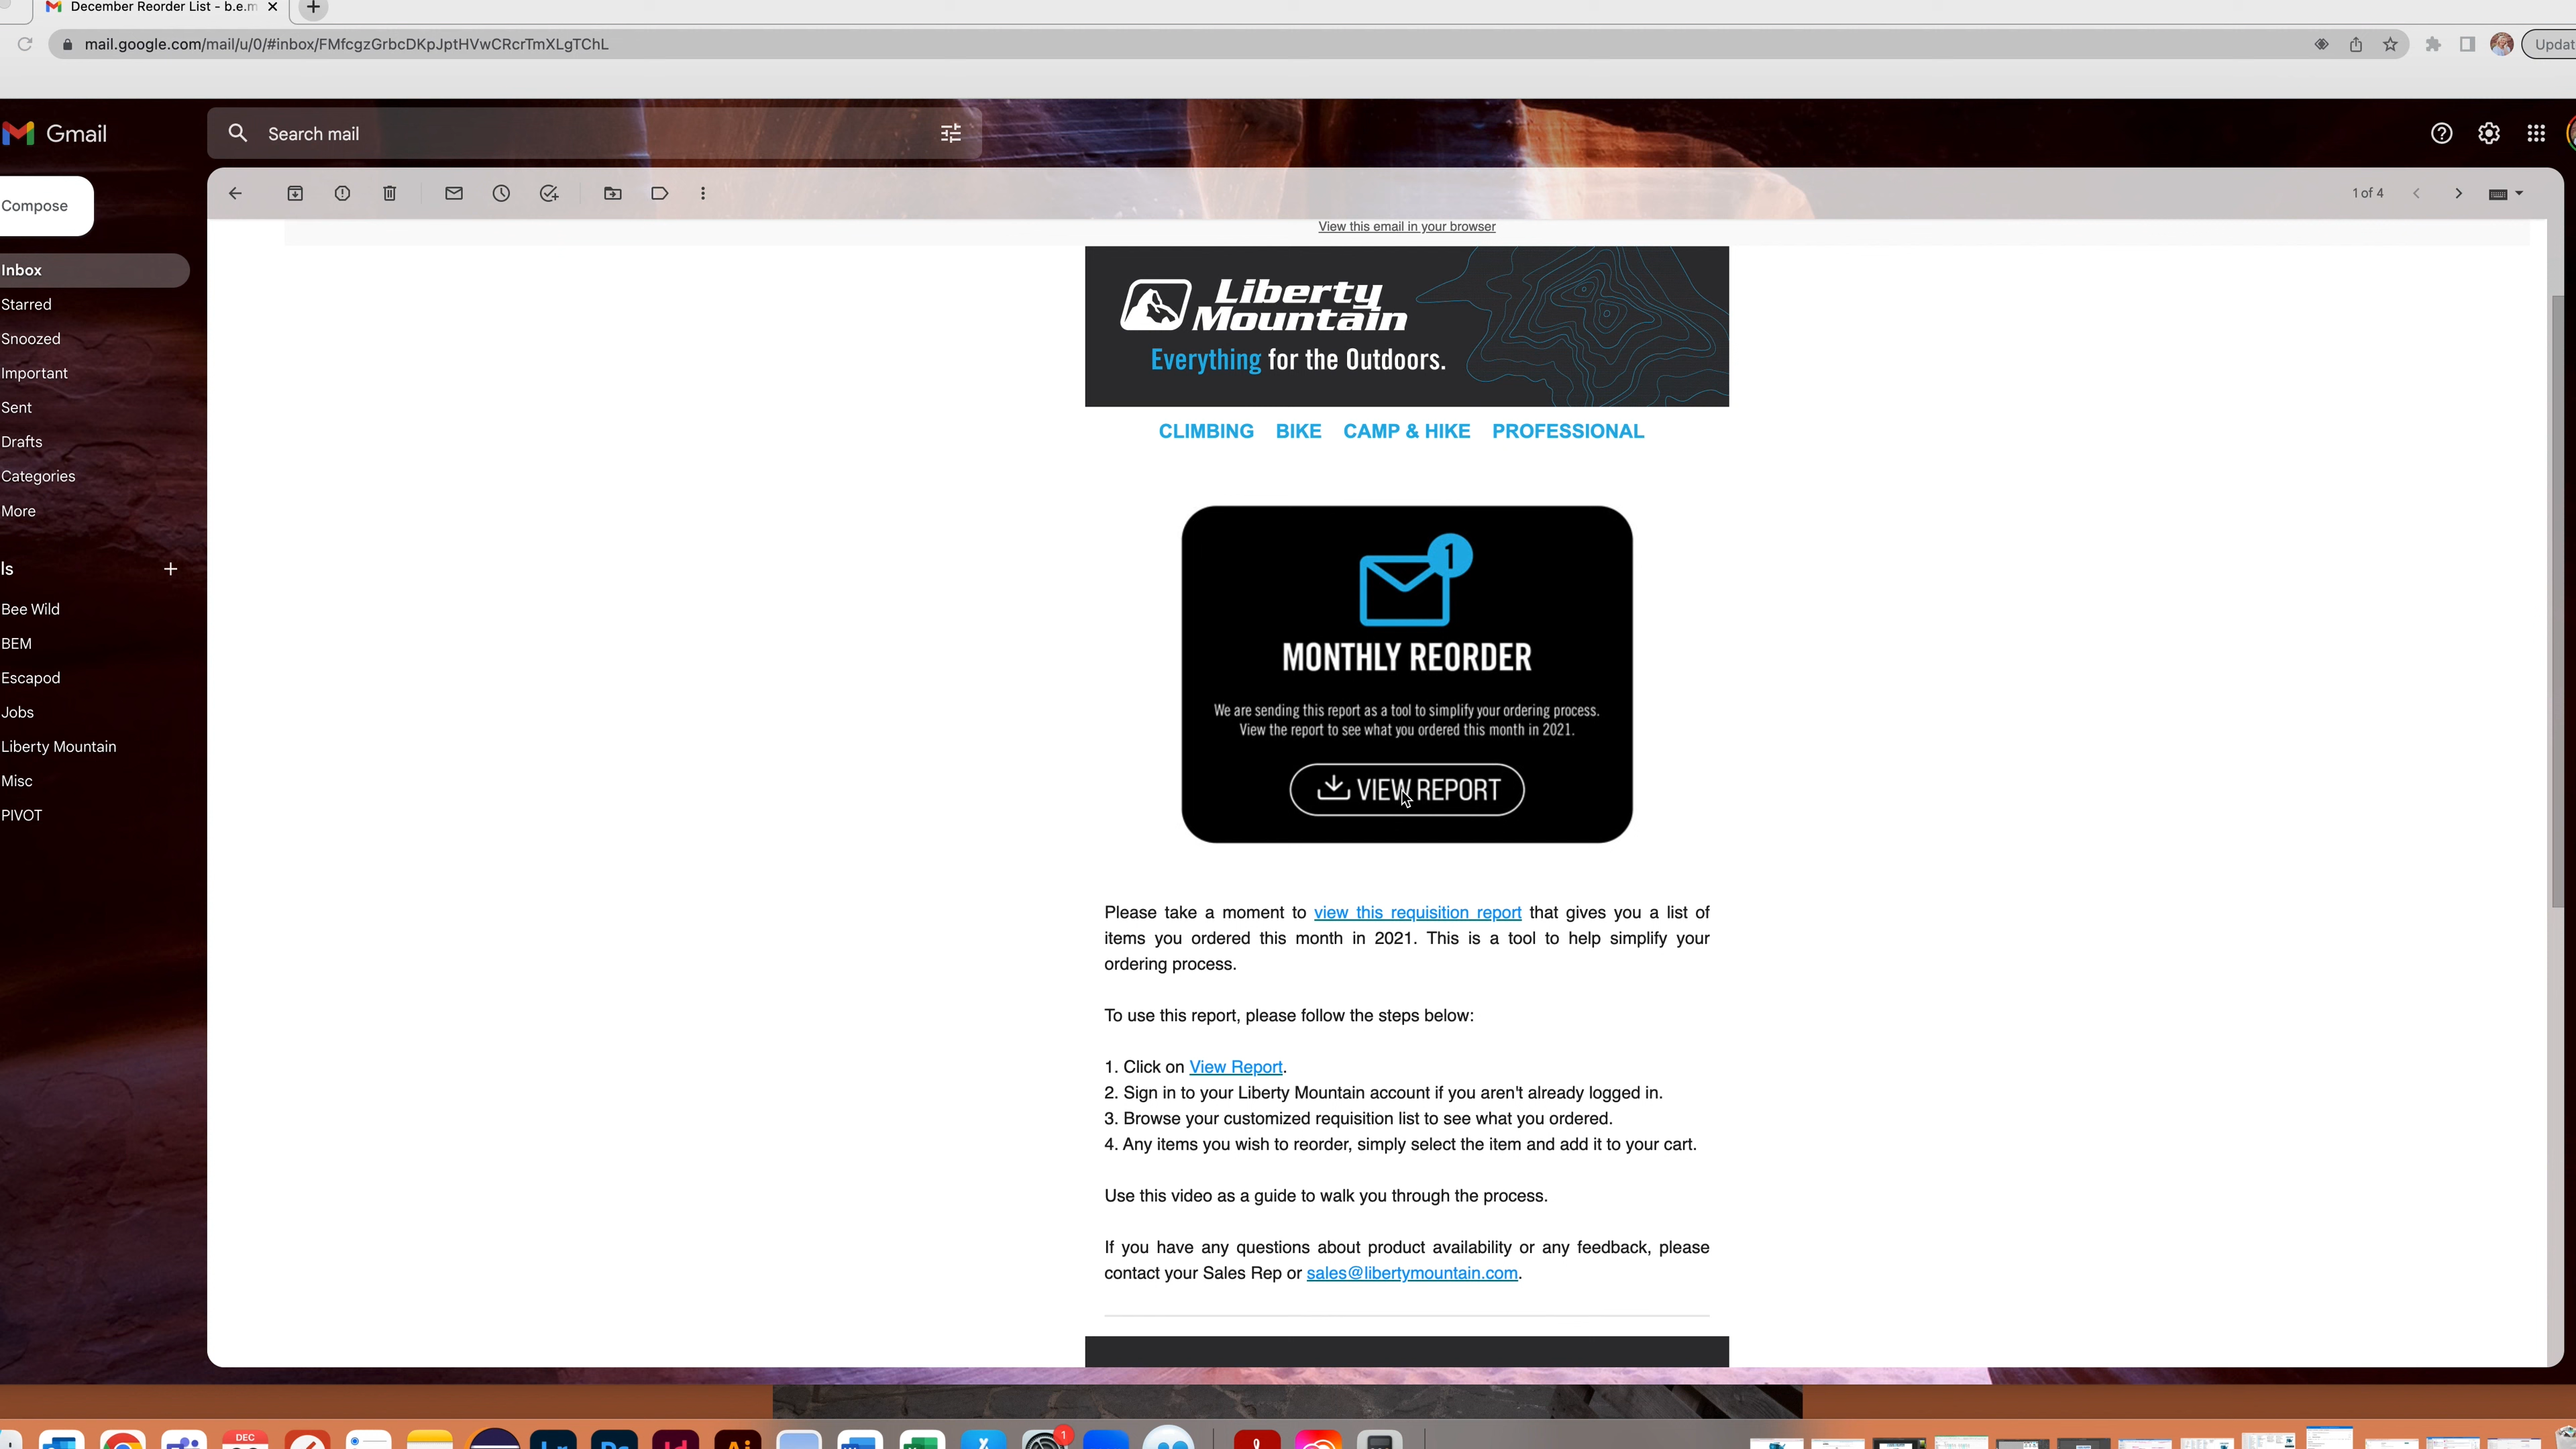 December Reorder List - b.e.m
mail.google.com/mail/u/0/#inbox/FMfcgzGrbcDKpJptHVwCRcrTmXLgTChL
Updat
Gmail
Search mail
Compose
1 of 4
Inbox
Starred
Snoozed
Important
Sent
Drafts
Categories
More
ls
Bee Wild
BEM
Escapod
Jobs
Liberty Mountain
Misc
PIVOT
View this email in your browser
Liberty
Mountain
Everything for the Outdoors.
CLIMBING BIKE CAMP & HIKE PROFESSIONAL
1
MONTHLY REORDER
We are sending this report as a tool to simplify your ordering process.
View the report to see what you ordered this month in 2021.
VIEW REPORT
Please take a moment to view this requisition report that gives you a list of
items you ordered this month in 2021. This is a tool to help simplify your
ordering process.
To use this report, please follow the steps below:
1. Click on View Report.
2. Sign in to your Liberty Mountain account if you aren't already logged in.
3. Browse your customized requisition list to see what you ordered.
4. Any items you wish to reorder, simply select the item and add it to your cart.
Use this video as a guide to walk you through the process.
If you have any questions about product availability or any feedback, please
contact your Sales Rep or sales@libertymountain.com.
DEC
1